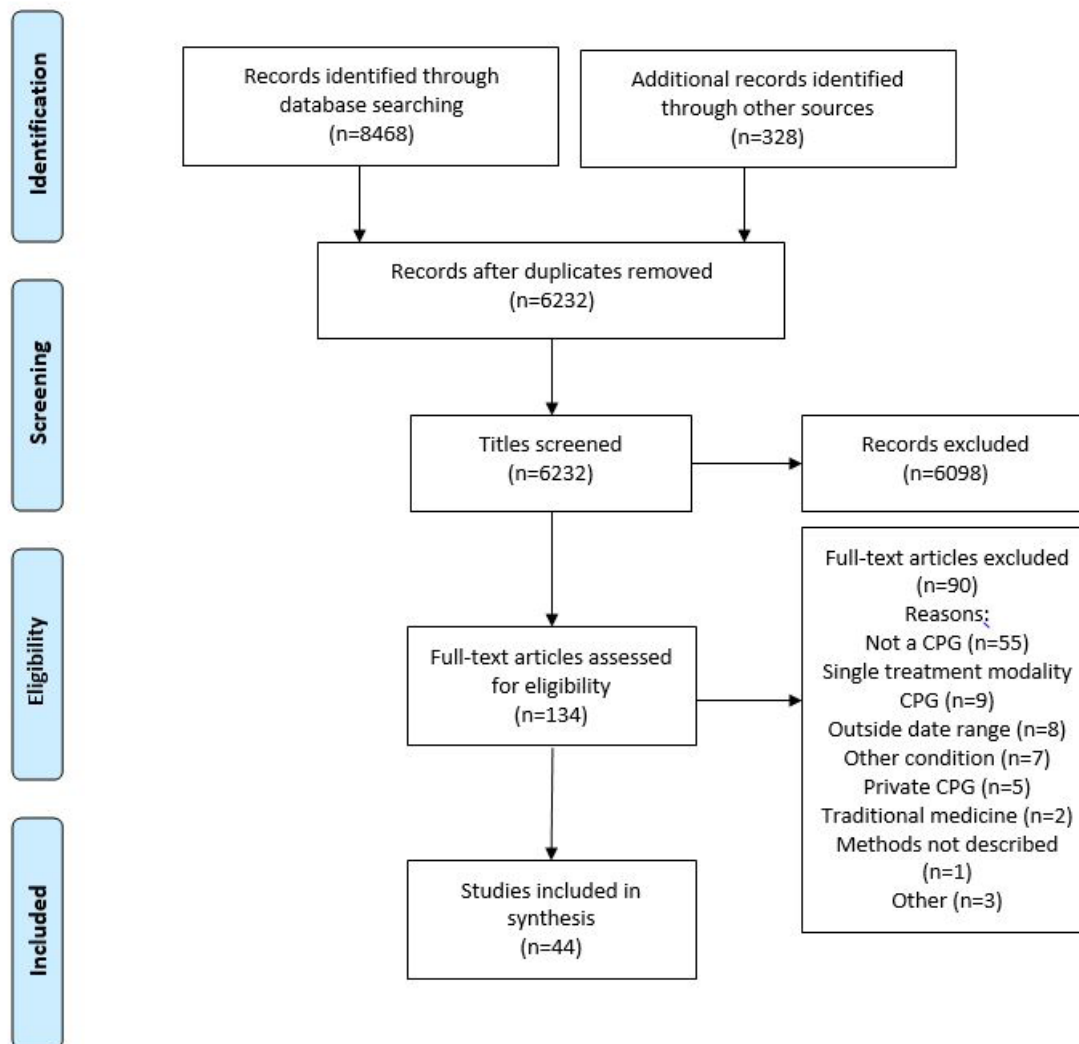 Identification
Records identified through
database searching
(n=8468)
Additional records identified
through other sources
(n=328)
Records after duplicates removed
(n=6232)
Screening
Titles screened
(n=6232)
Records excluded
(n=6098)
Eligibility
Full-text articles assessed
for eligibility
(n=134)
Full-text articles excluded
(n=90)
Reasons:
Not a CPG (n=55)
Single treatment modality
CPG (n=9)
Outside date range (n=8)
Other condition (n=7)
Private CPG (n=5)
Traditional medicine (n=2)
Methods not described
(n=1)
Other (n=3)
Included
Studies included in
synthesis
(n=44)